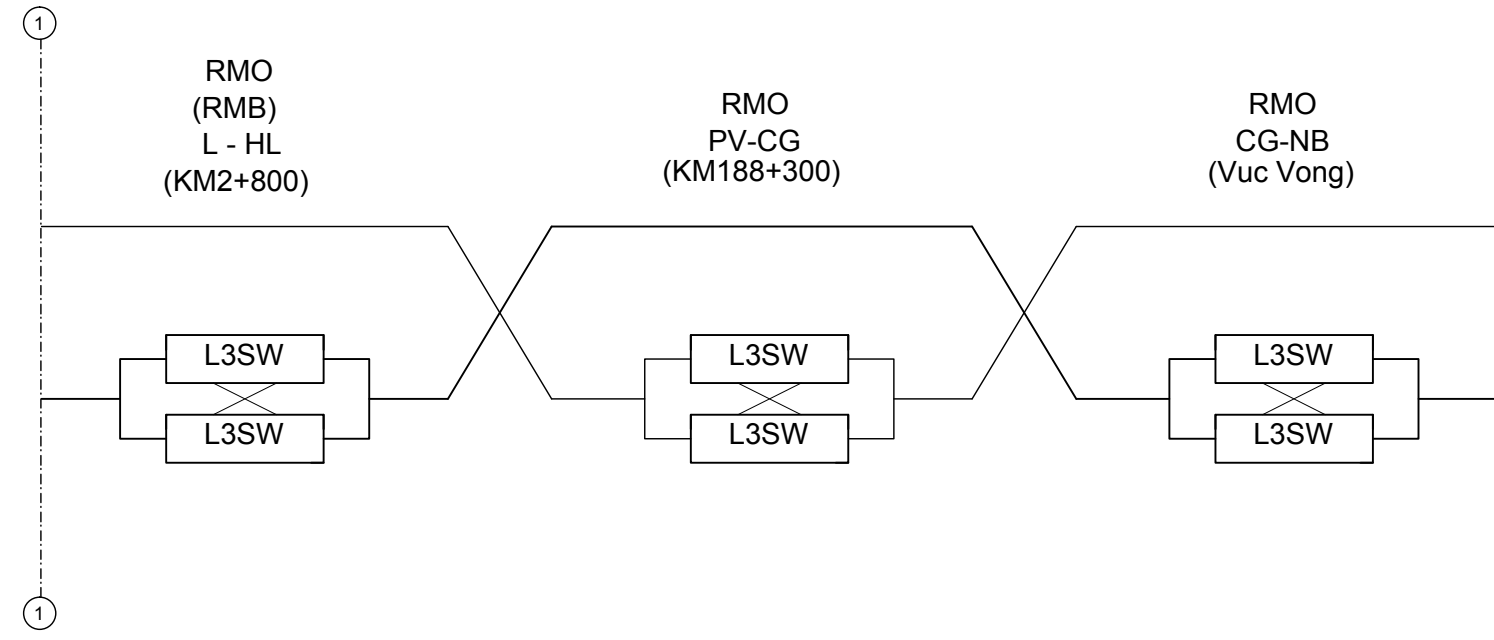 1
RMO
(RMB)
L - HL
(KM2+800)
RMO
PV-CG
(KM188+300)
RMO
CG-NB
(Vuc Vong)
L3SW
L3SW
L3SW
L3SW
L3SW
L3SW
1